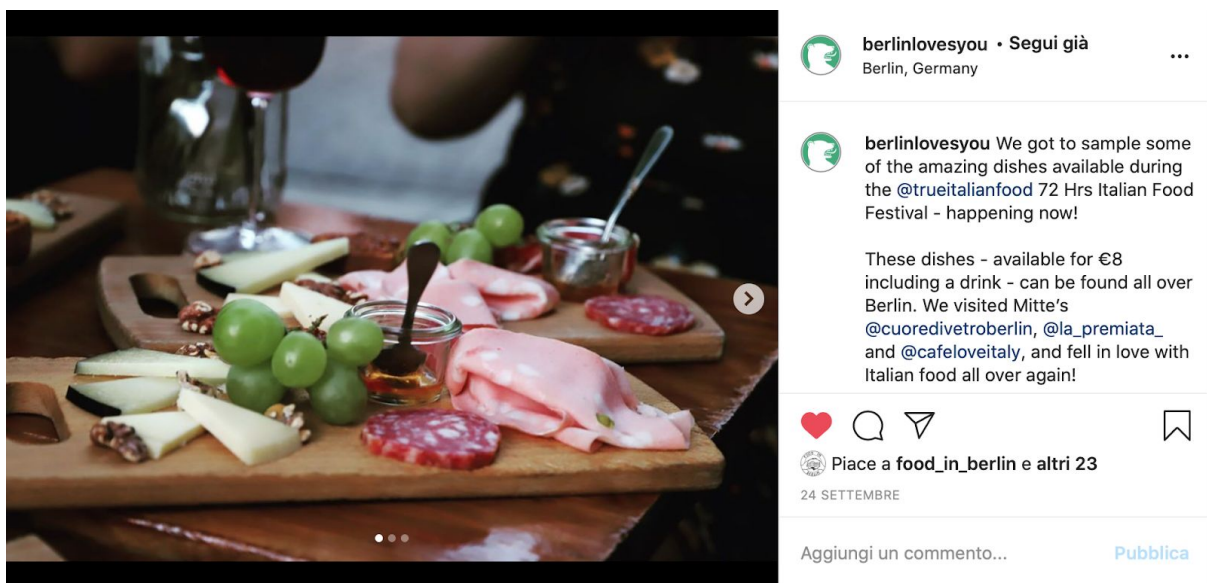 berlinlovesyou • Segui già
Berlin, Germany
berlinlovesyou We got to sample some
of the amazing dishes available during
the @trueitalianfood 72 Hrs Italian Food
Festival - happening now!
These dishes - available for €8
including a drink - can be found all over
Berlin. We visited Mitte's
@cuoredivetroberlin, @la_premiata_
and @cafeloveitaly, and fell in love with
Italian food all over again!
Piace a food_in_berlin e altri 23
24 SETTEMBRE
Aggiungi un commento...
Pubblica